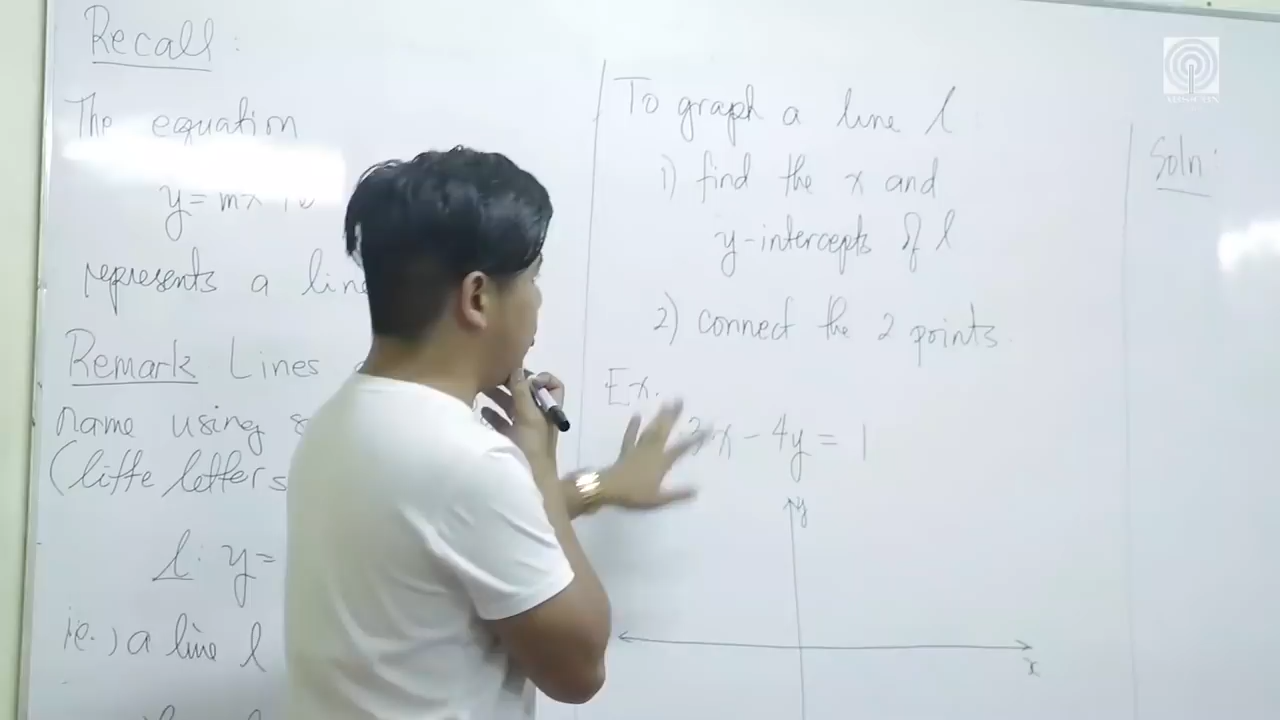 Recall:
The equation
y = mx
represents a line
Remark Lines
name using
(little letters
l: y=
i.e., a line l
To graph a line l
1) find the x and
y-intercepts of l
2) connect the 2 points.
Ex.
x - 4y = 1
y
x
Soln: